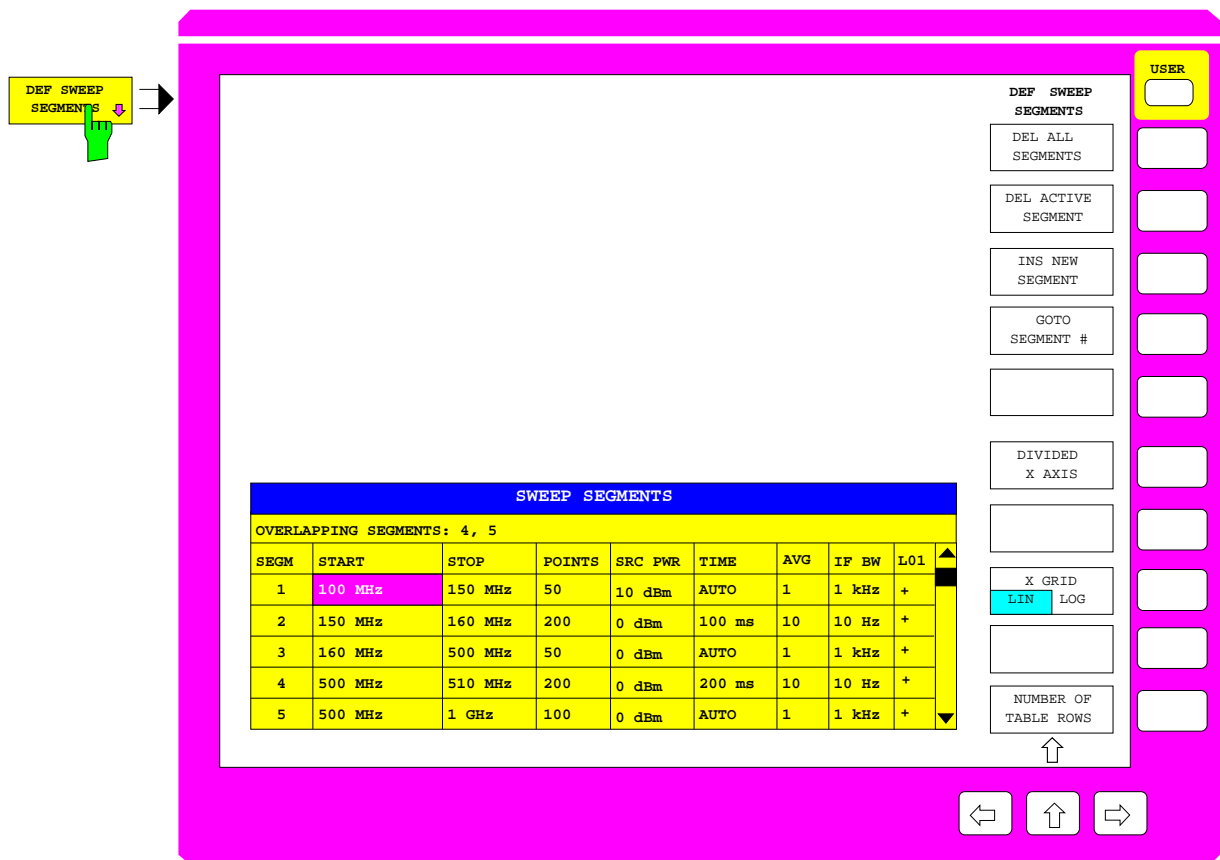 DEF SWEEP
SEGMENTS
USER
DEF SWEEP
SEGMENTS
DEL ALL
SEGMENTS
DEL ACTIVE
SEGMENT
INS NEW
SEGMENT
GOTO
SEGMENT #
DIVIDED
X AXIS
X GRID
LIN LOG
NUMBER OF
TABLE ROWS
SWEEP SEGMENTS
OVERLAPPING SEGMENTS: 4, 5
SEGM START STOP POINTS SRC PWR TIME AVG IF BW L01
1 100 MHz 150 MHz 50 10 dBm AUTO 1 1 kHz +
2 150 MHz 160 MHz 200 0 dBm 100 ms 10 10 Hz +
3 160 MHz 500 MHz 50 0 dBm AUTO 1 1 kHz +
4 500 MHz 510 MHz 200 0 dBm 200 ms 10 10 Hz +
5 500 MHz 1 GHz 100 0 dBm AUTO 1 1 kHz +